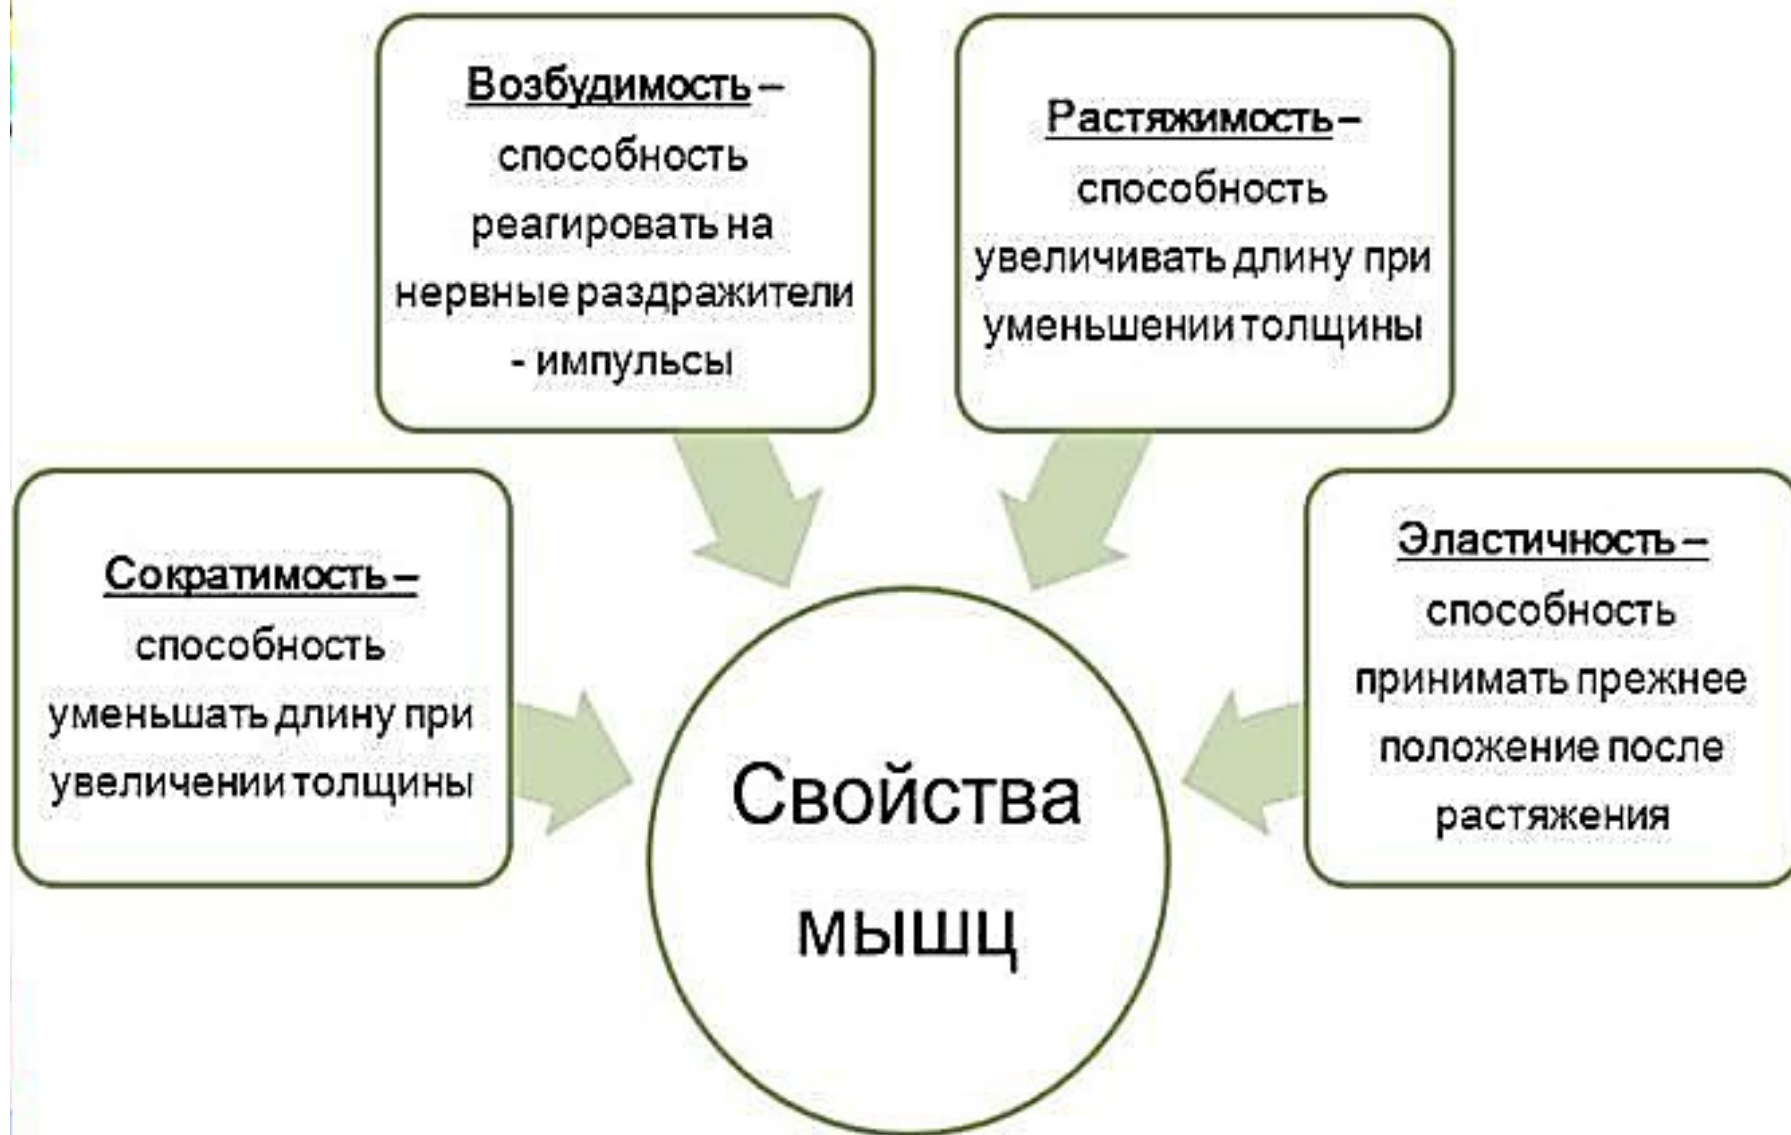 Возбудимость –
способность
реагировать на
нервные раздражители
- импульсы
Растяжимость –
способность
увеличивать длину при
уменьшении толщины
Сократимость –
способность
уменьшать длину при
увеличении толщины
Эластичность –
способность
принимать прежнее
положение после
растяжения
Свойства
мышц